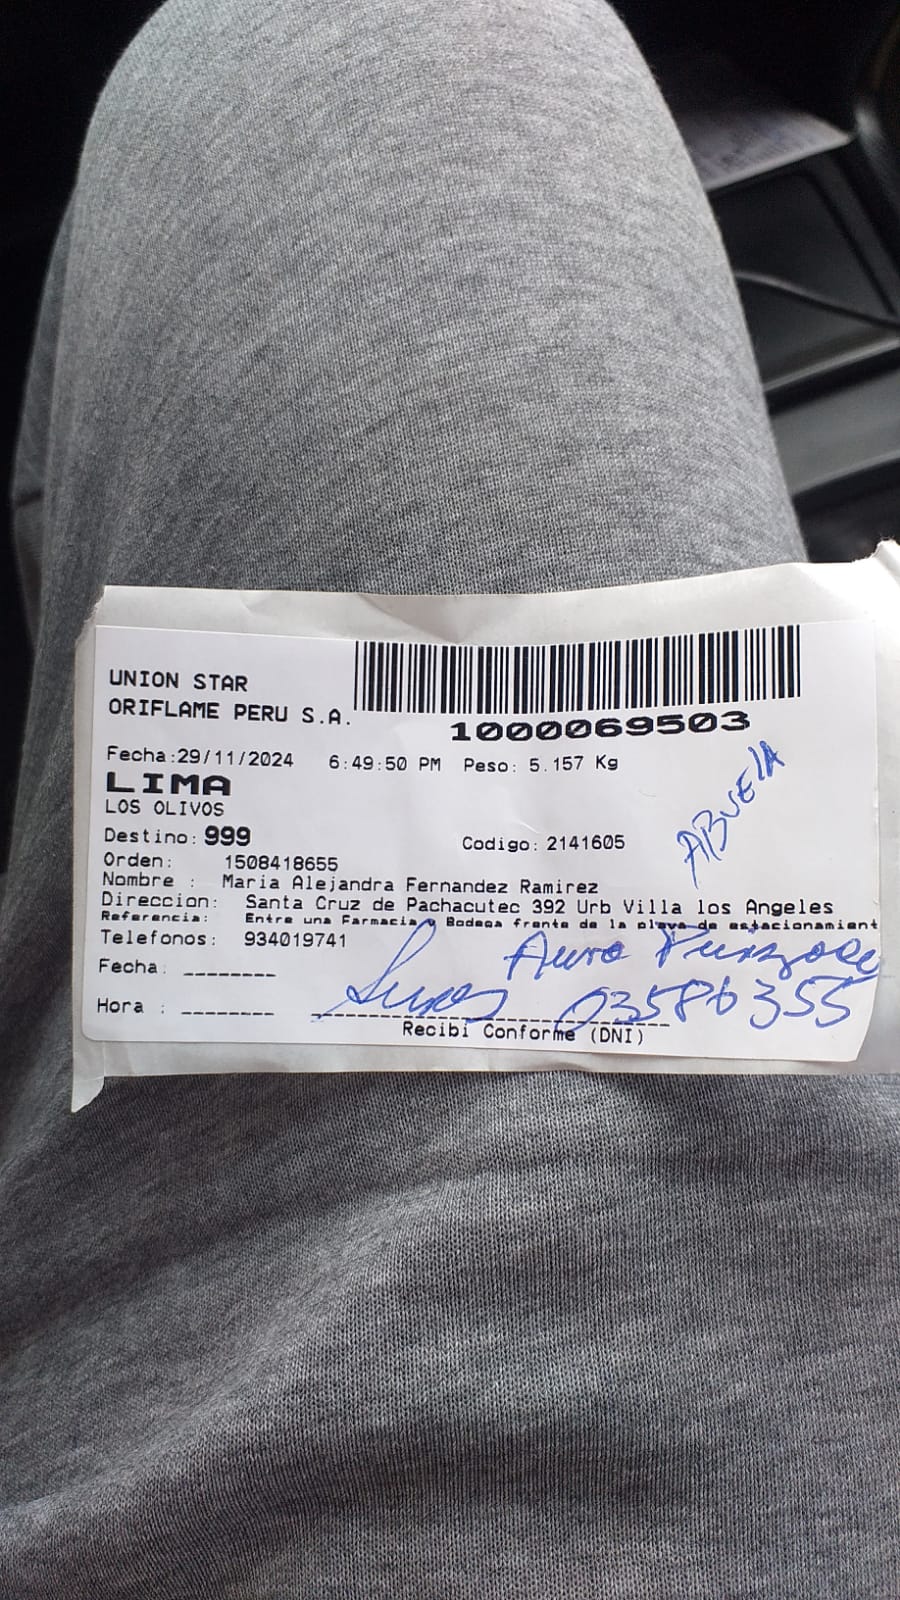 UNION STAR
ORIFLAME PERU S.A.
1000069503
Fecha:29/11/2024 6:49:50 PM Peso: 5.157 Kg
LIMA
LOS OLIVOS
ABUELA
Destino: 999 Codigo: 2141605
Orden: 1508418655
Nombre : Maria Alejandra Fernandez Ramirez
Direccion: Santa Cruz de Pachacutec 392 Urb Villa los Angeles
Referencia: Entre una Farmacia y Bodega frente de la playa de estacionamient
Telefonos: 934019741
Fecha:
Hora :
03586355
Recibi Conforme (DNI)